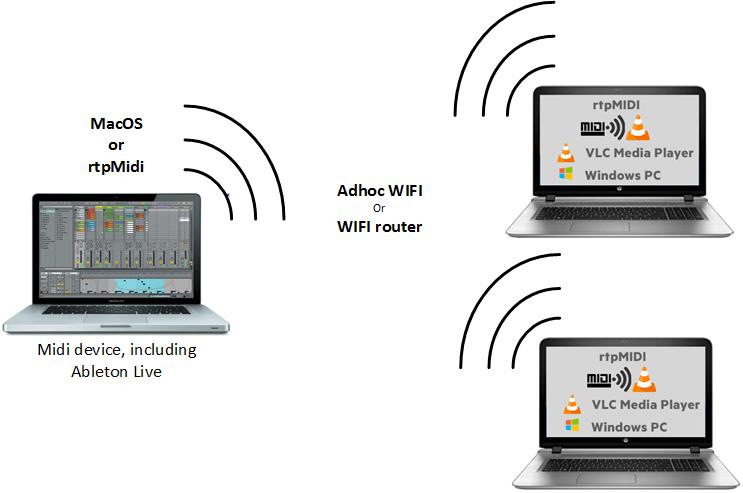 MacOS
or
rtpMidi
Midi device, including
Ableton Live
Adhoc WIFI
Or
WIFI router
rtpMIDI
MIDI
VLC Media Player
Windows PC
rtpMIDI
MIDI
VLC Media Player
Windows PC